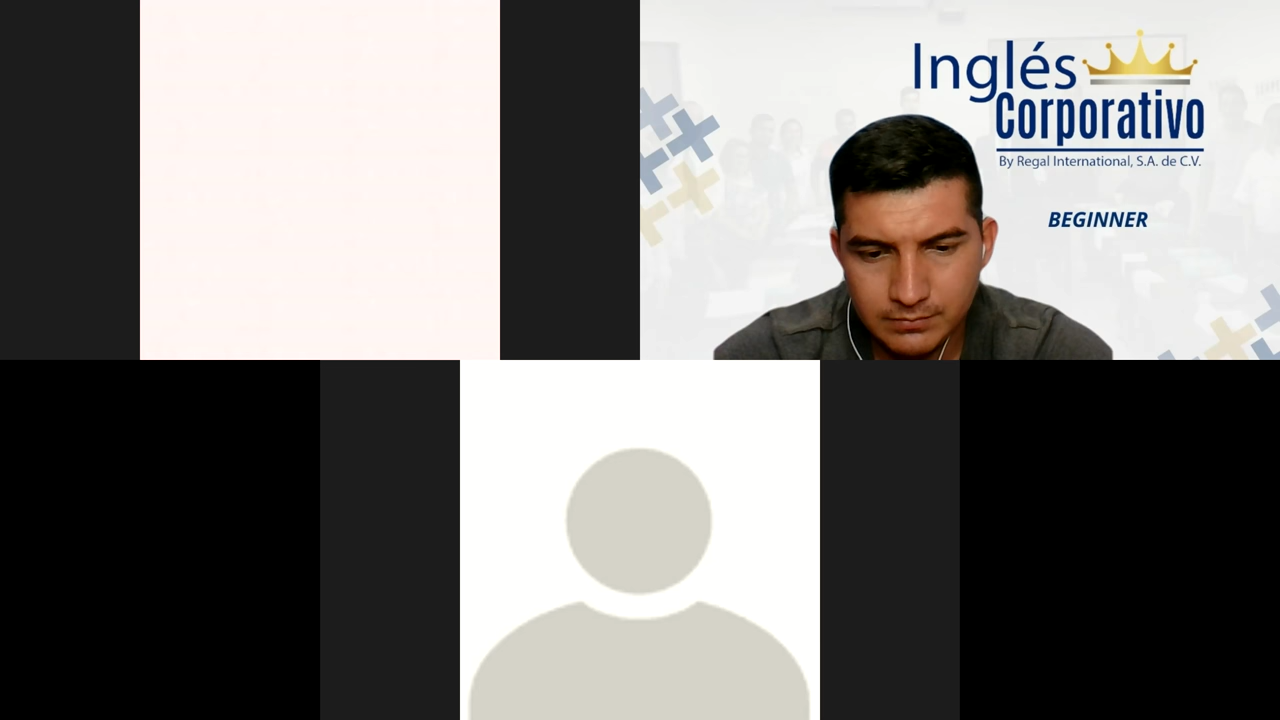 Inglés
Corporativo
By Regal International, S.A. de C.V.
BEGINNER